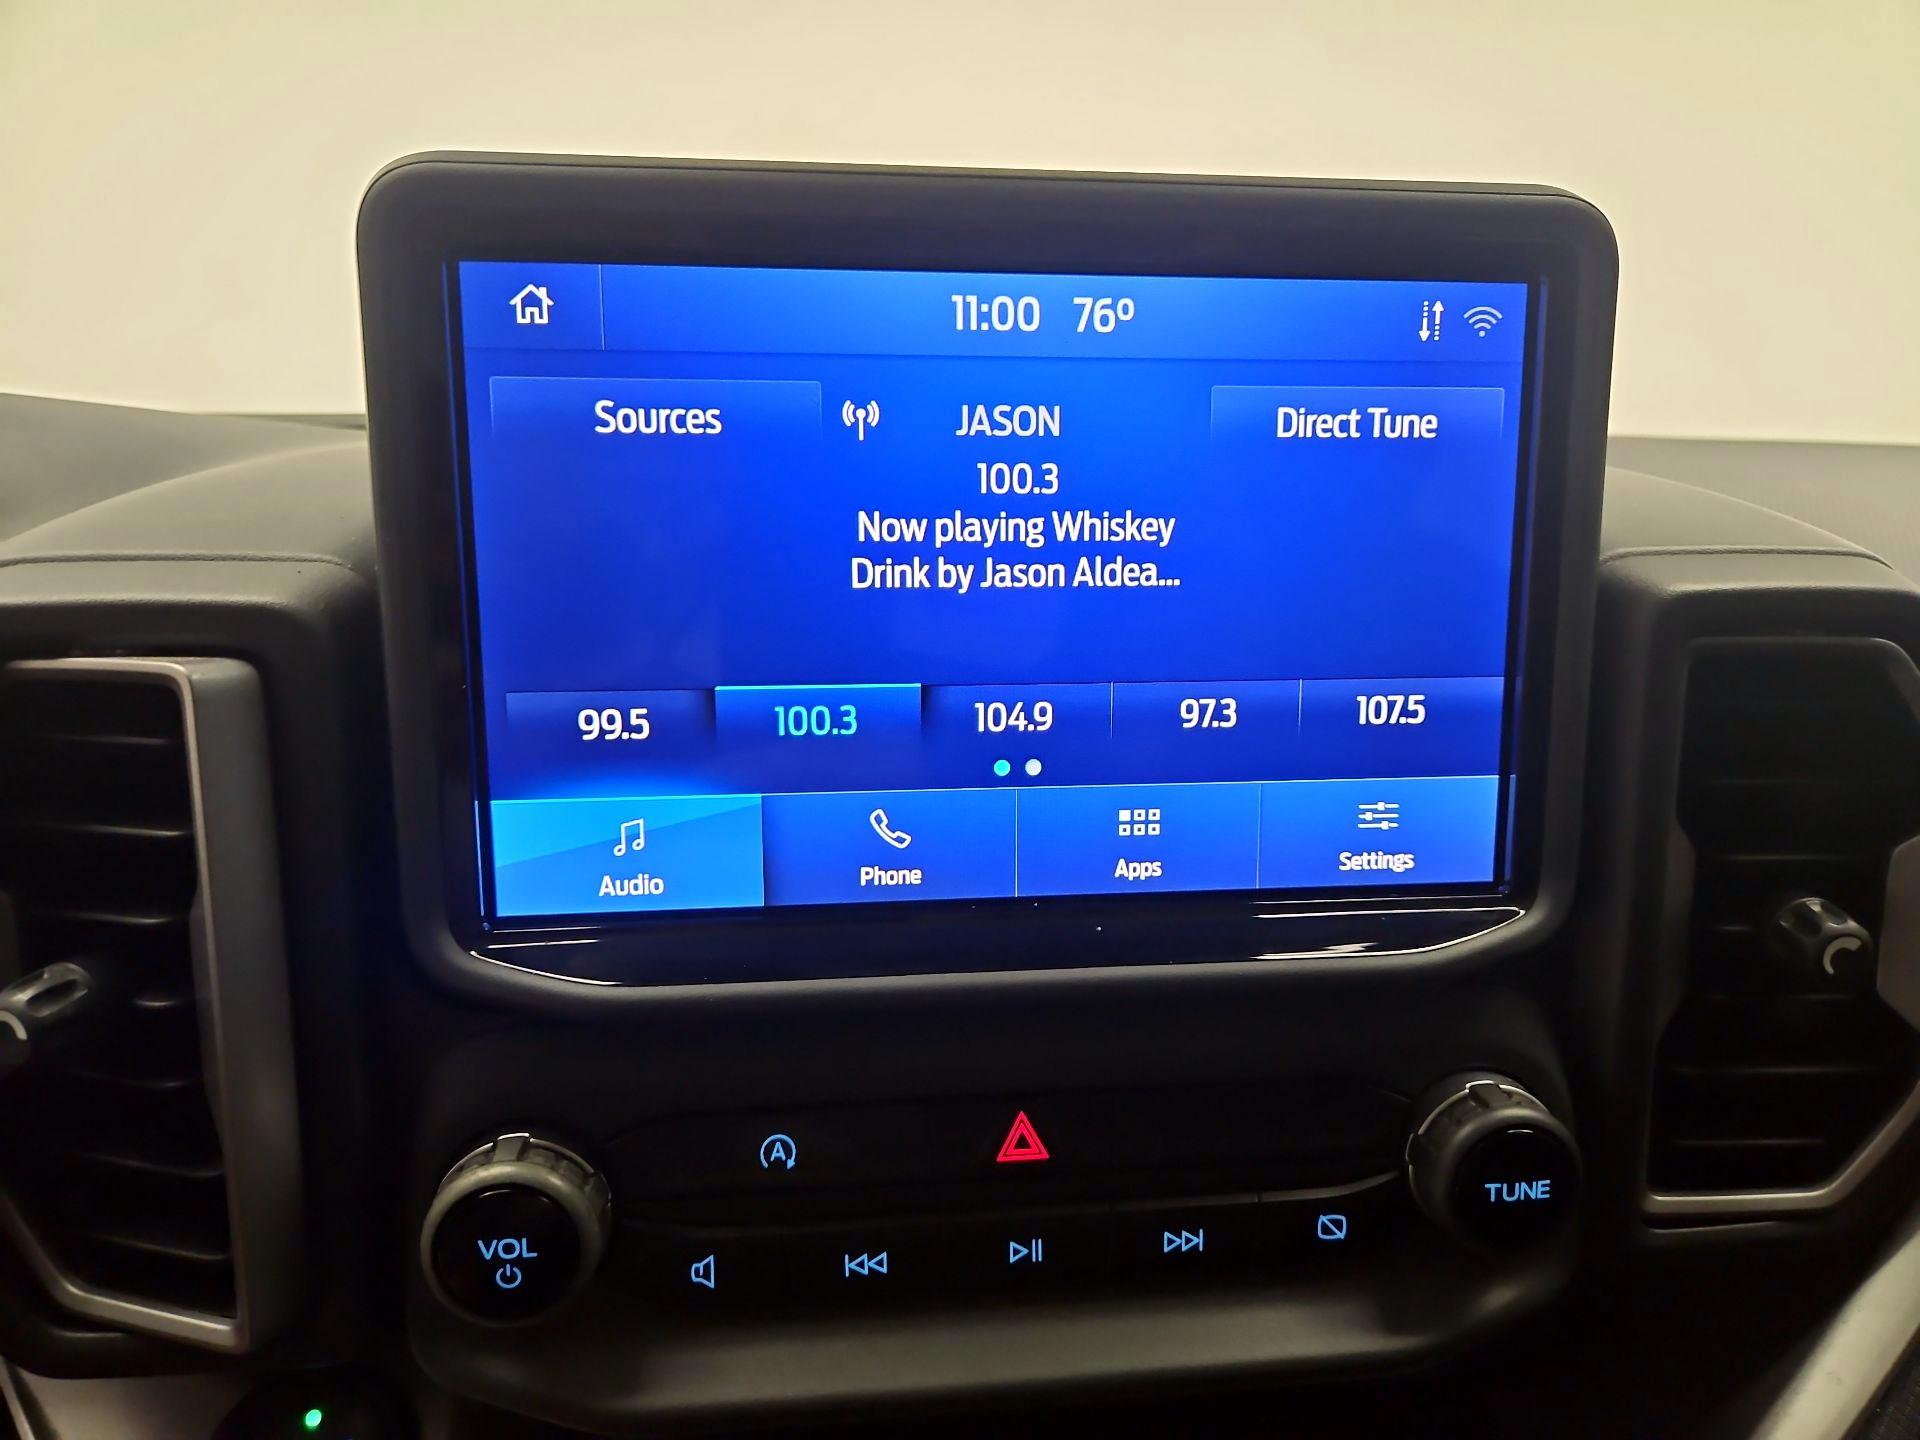 11:00 76º
Sources
JASON
Direct Tune
100.3
Now playing Whiskey
Drink by Jason Aldea...
99.5
100.3
104.9
97.3
107.5
Audio
Phone
Apps
Settings
A
VOL
TUNE